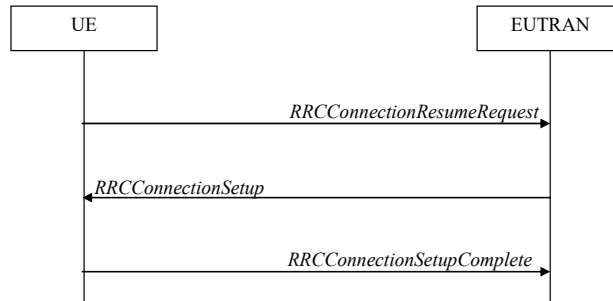 UE
EUTRAN
RRCConnectionResumeRequest
RRCConnectionSetup
RRCConnectionSetupComplete